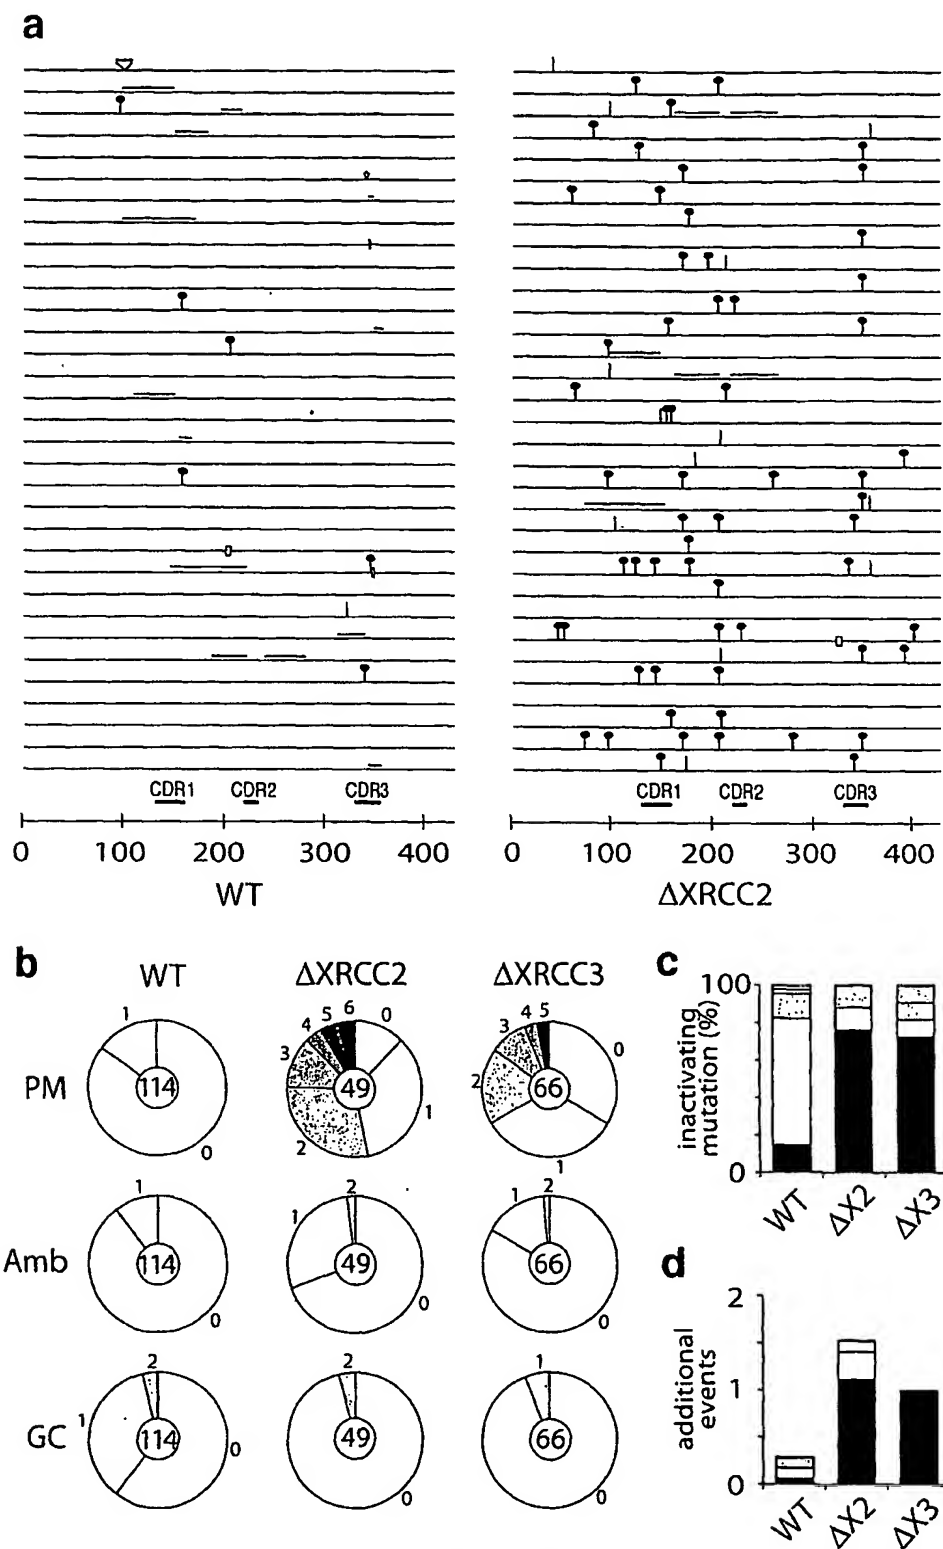 a
CDR1 CDR2 CDR3 CDR1 CDR2 CDR3
0 100 200 300 400 0 100 200 300 400
WT ΔXRCC2
b WT ΔXRCC2 ΔXRCC3
PM
1 0 114
0 1 2 3 4 5 6 49
0 1 2 3 4 5 66
Amb
1 0 114
1 2 0 49
1 2 0 66
GC
1 2 0 114
2 0 49
1 0 66
c
inactivating
mutation (%)
100
0
WT ΔX2 ΔX3
d
additional
events
2
1
0
WT ΔX2 ΔX3